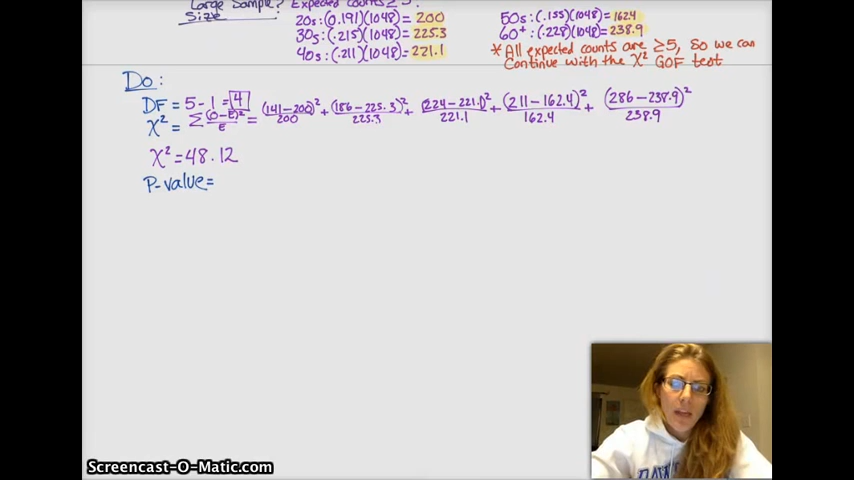 Large Sample? Expected counts ≥ 5.
Size
20s: (0.191)(1048) = 200
30s: (.215)(1048) = 225.3
40s: (.211)(1048) = 221.1
50s: (.155)(1048) = 162.4
60+: (.228)(1048) = 238.9
* All expected counts are ≥5, So we can
Continue with the χ² GOF test
Do:
DF = 5 - 1 = 4
χ² = Σ (O-E)²/E = (141-200)²/200 + (186-225.3)²/225.3 + (224-221.1)²/221.1 + (211-162.4)²/162.4 + (286-238.9)²/238.9
χ² = 48.12
P-value =
Screencast-O-Matic.com